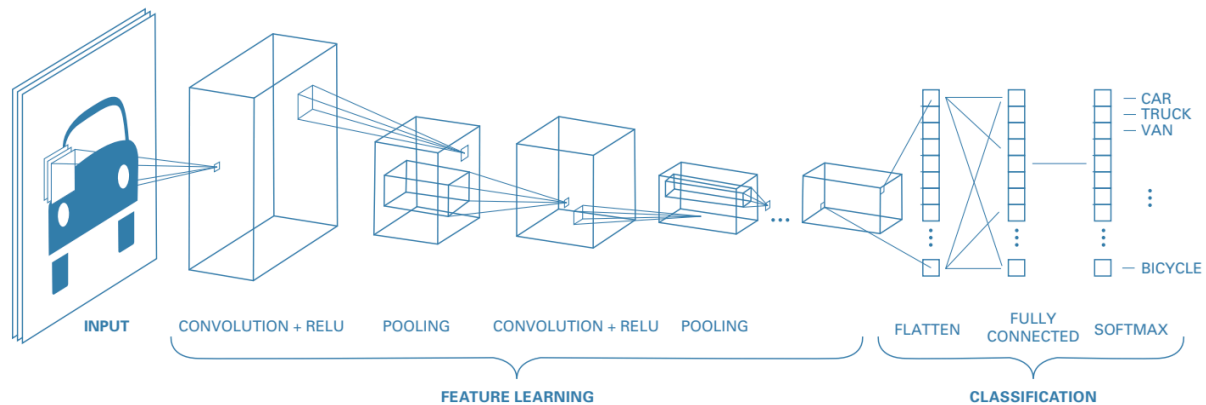 CAR
TRUCK
VAN
BICYCLE
INPUT
CONVOLUTION + RELU
POOLING
CONVOLUTION + RELU
POOLING
FLATTEN
FULLY
CONNECTED
SOFTMAX
FEATURE LEARNING
CLASSIFICATION